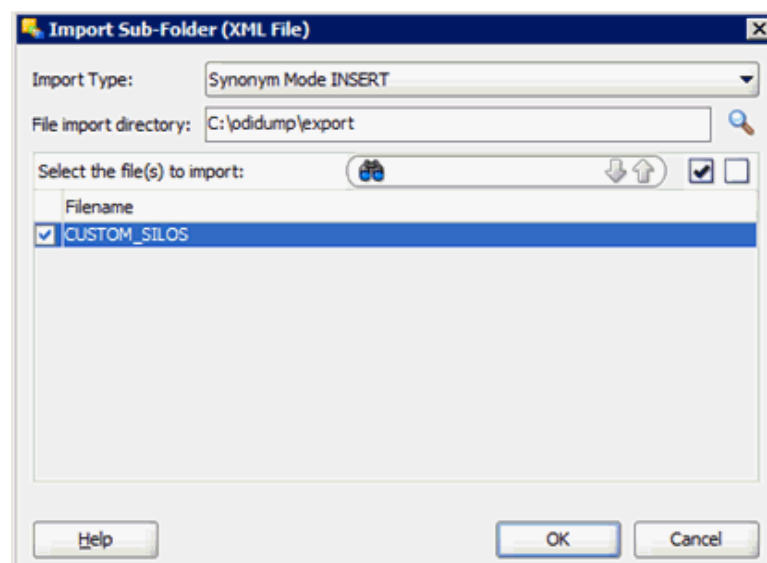 Import Sub-Folder (XML File)
Import Type: Synonym Mode INSERT
File import directory: C:\odidump\export
Select the file(s) to import:
Filename
CUSTOM_SILOS
Help OK Cancel